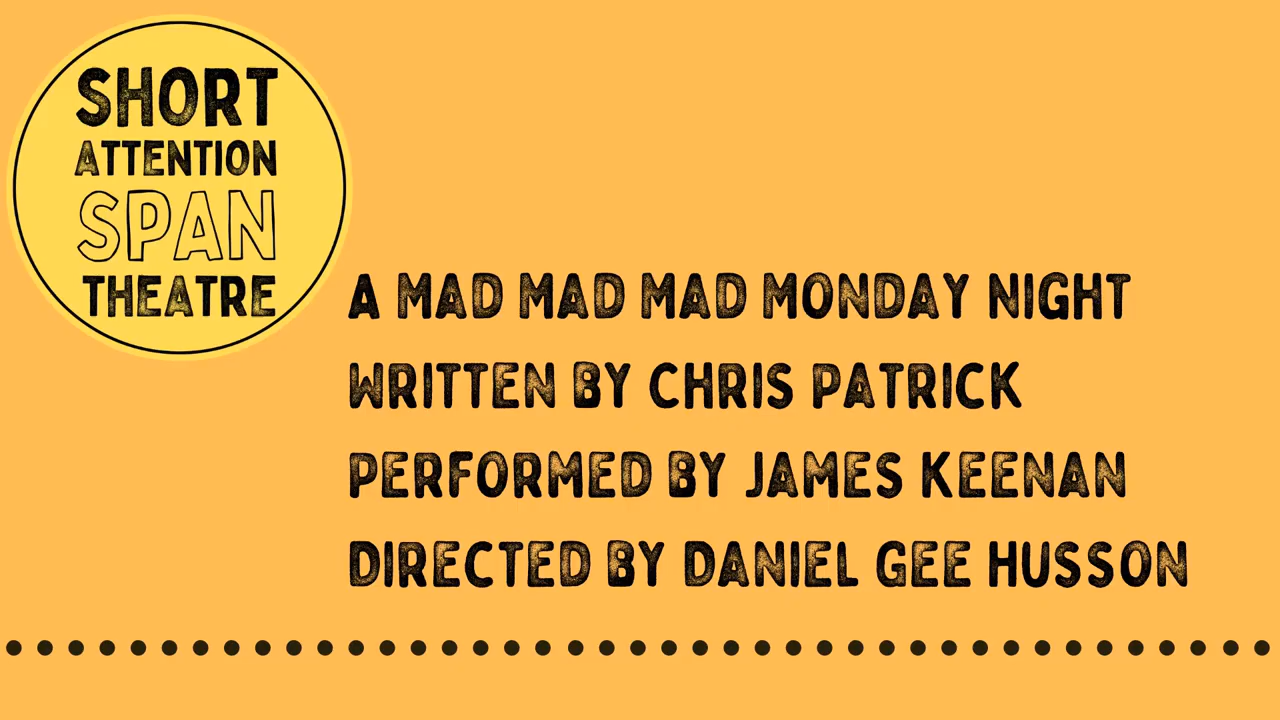 SHORT
ATTENTION
SPAN
THEATRE
A MAD MAD MAD MONDAY NIGHT
WRITTEN BY CHRIS PATRICK
PERFORMED BY JAMES KEENAN
DIRECTED BY DANIEL GEE HUSSON